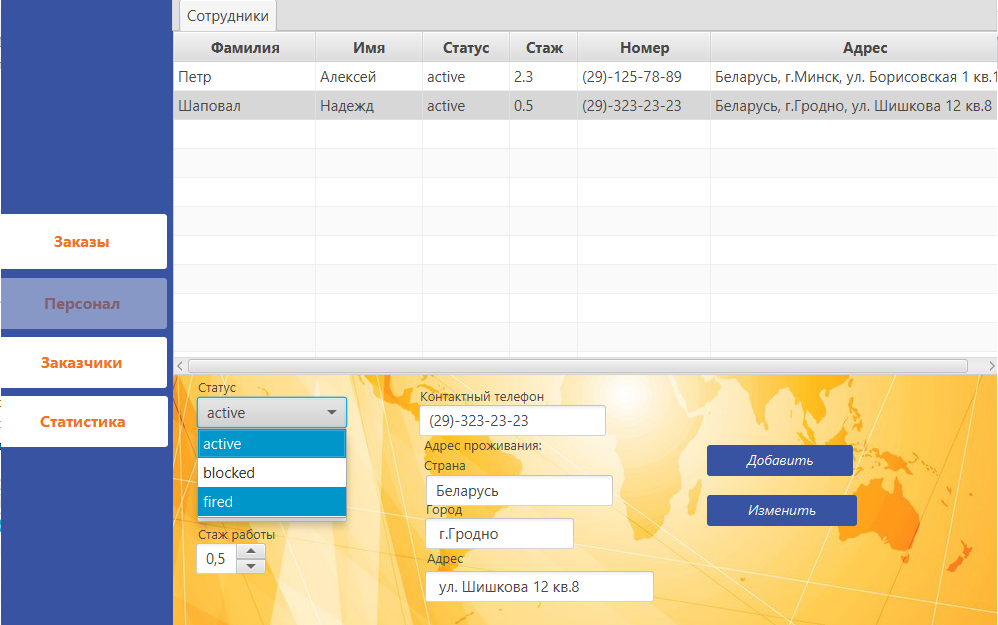 Сотрудники
Фамилия Имя Статус Стаж Номер Адрес
Петр Алексей active 2.3 (29)-125-78-89 Беларусь, г.Минск, ул. Борисовская 1 кв.1
Шаповал Надежд active 0.5 (29)-323-23-23 Беларусь, г.Гродно, ул. Шишкова 12 кв.8
Заказы
Персонал
Заказчики
Статистика
Статус
active
active
blocked
fired
Стаж работы
0,5
Контактный телефон
(29)-323-23-23
Адрес проживания:
Страна
Беларусь
Город
г.Гродно
Адрес
ул. Шишкова 12 кв.8
Добавить
Изменить